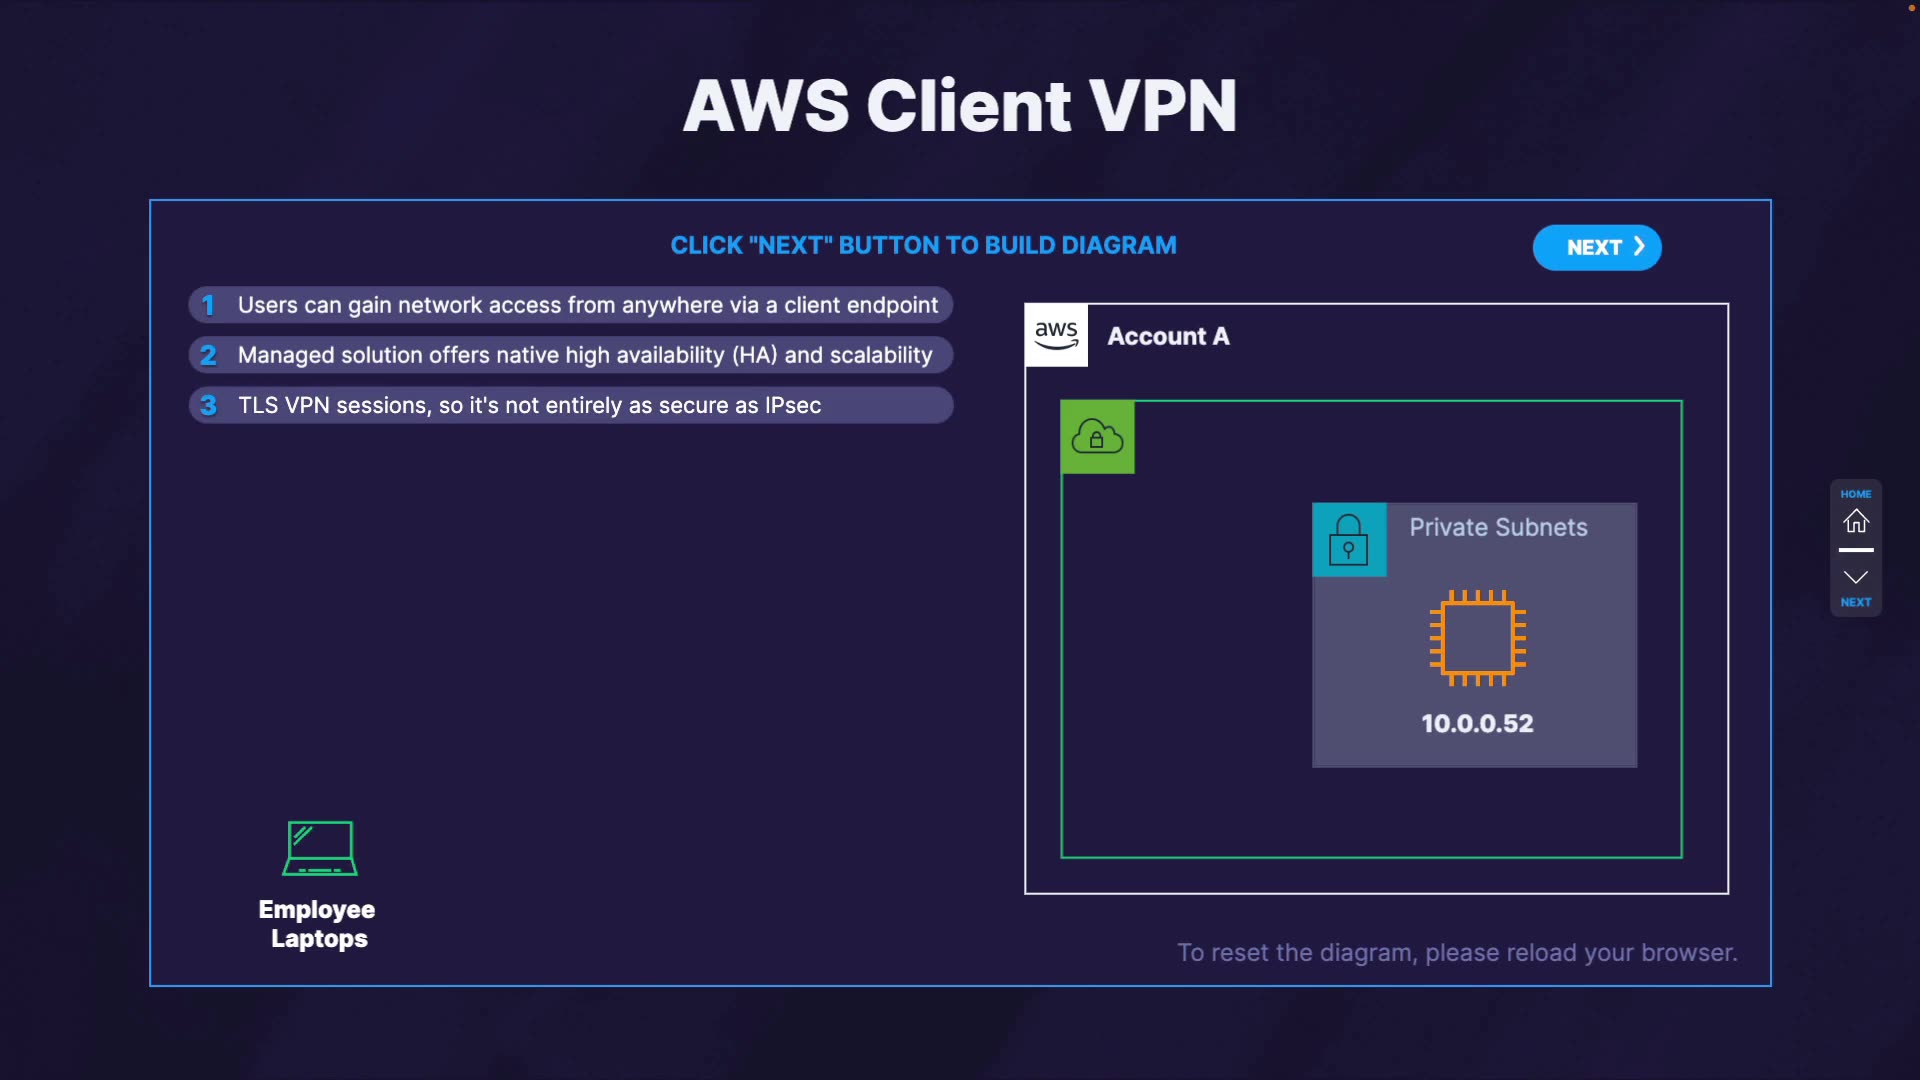 AWS Client VPN
CLICK "NEXT" BUTTON TO BUILD DIAGRAM
NEXT
1 Users can gain network access from anywhere via a client endpoint
2 Managed solution offers native high availability (HA) and scalability
3 TLS VPN sessions, so it's not entirely as secure as IPsec
aws
Account A
Private Subnets
10.0.0.52
Employee
Laptops
To reset the diagram, please reload your browser.
HOME
NEXT